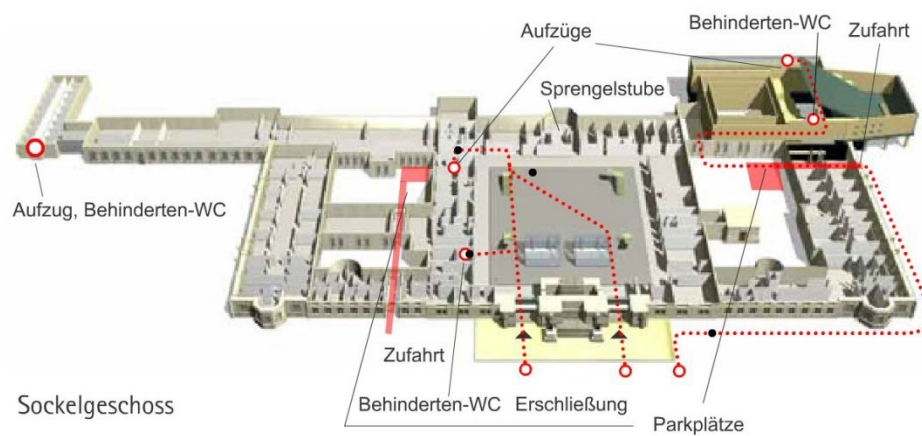 Behinderten-WC
Aufzüge
Zufahrt
Sprengelstube
Aufzug, Behinderten-WC
Zufahrt
Sockelgeschoss
Behinderten-WC
Erschließung
Parkplätze